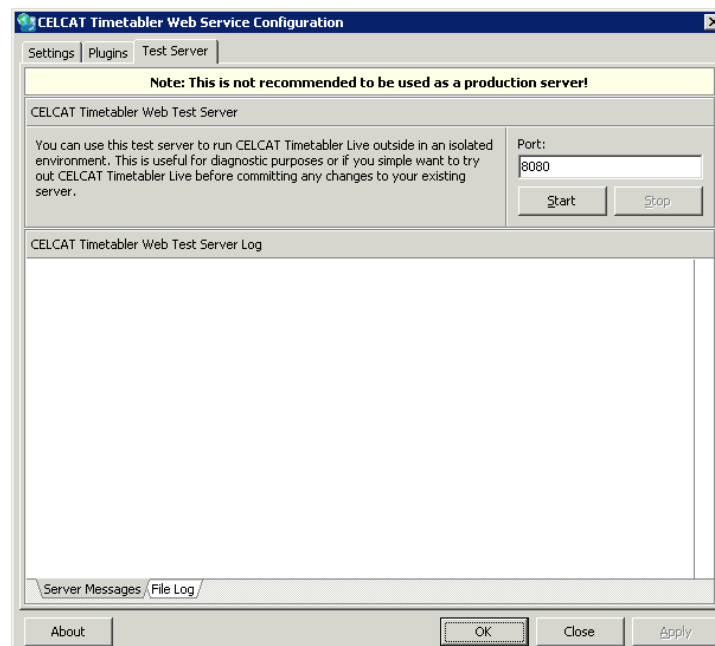 CELCAT Timetabler Web Service Configuration
Settings Plugins Test Server
Note: This is not recommended to be used as a production server!
CELCAT Timetabler Web Test Server
You can use this test server to run CELCAT Timetabler Live outside in an isolated
environment. This is useful for diagnostic purposes or if you simple want to try
out CELCAT Timetabler Live before committing any changes to your existing
server.
Port:
8080
Start Stop
CELCAT Timetabler Web Test Server Log
Server Messages File Log
About OK Close Apply